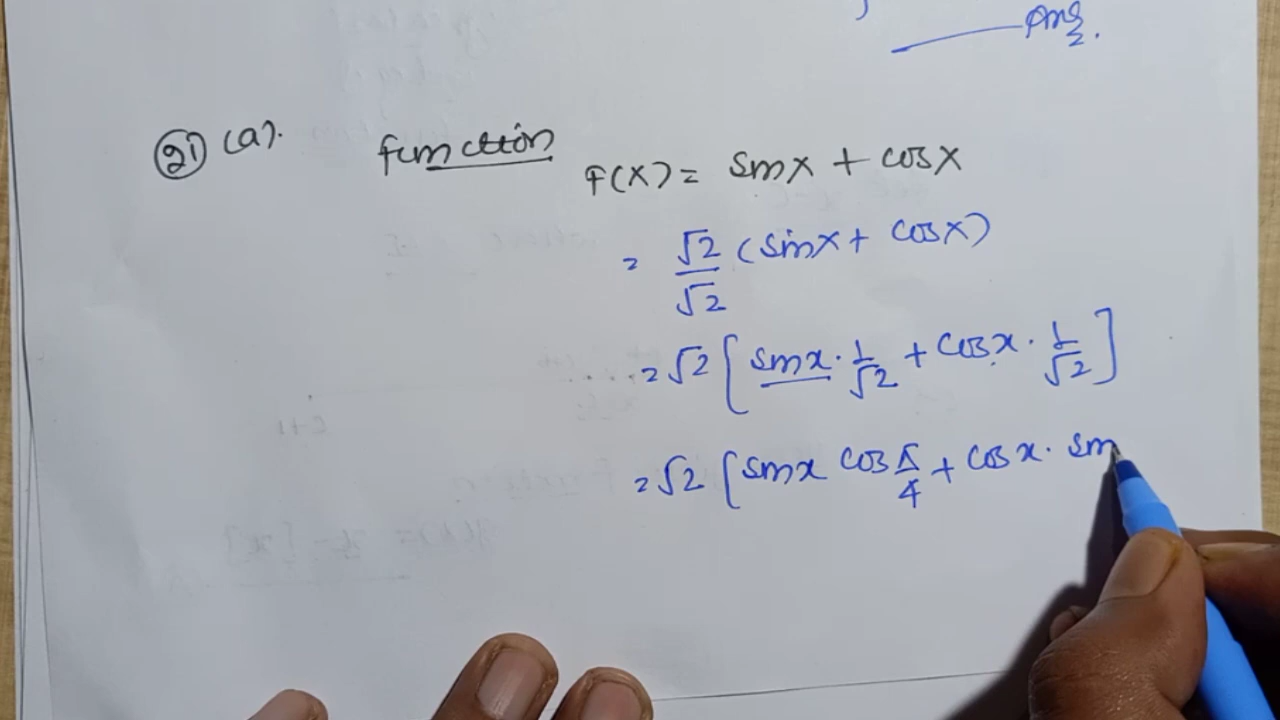 Ans.
21 (a). function
F(x) = sinx + cosx
= √2/√2 (sinx + cosx)
= √2 [sinx . 1/√2 + cosx . 1/√2]
= √2 [sinx cos π/4 + cosx . sin